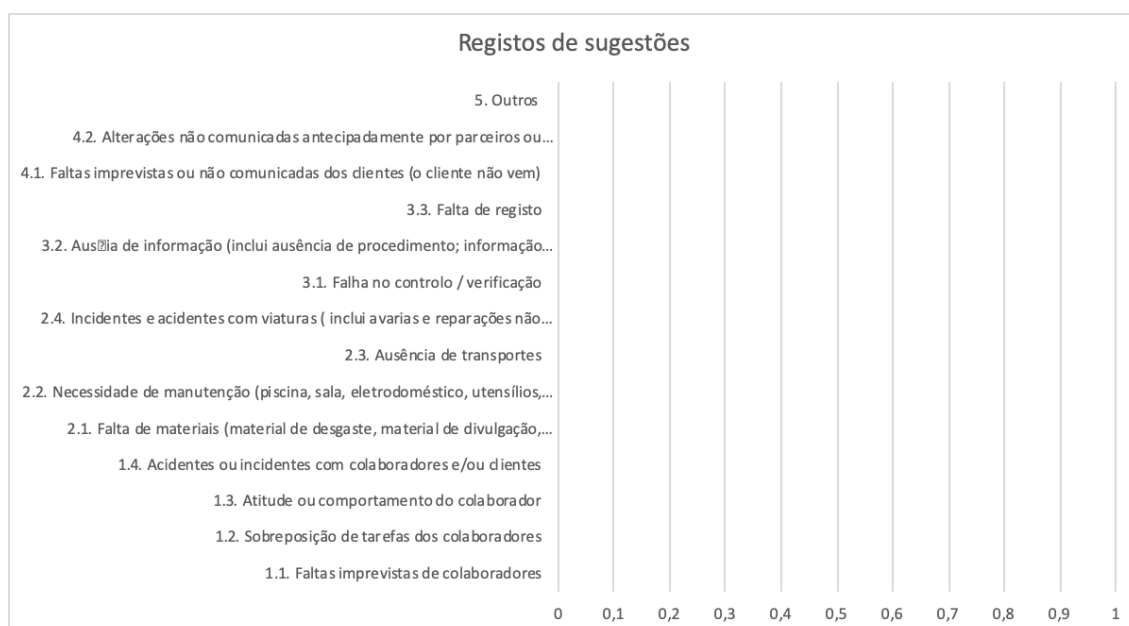 Registos de sugestões
5. Outros
4.2. Alterações não comunicadas antecipadamente por parceiros ou...
4.1. Faltas imprevistas ou não comunicadas dos clientes (o cliente não vem)
3.3. Falta de registo
3.2. Aus⍰ia de informação (inclui ausência de procedimento; informação...
3.1. Falha no controlo / verificação
2.4. Incidentes e acidentes com viaturas ( inclui avarias e reparações não...
2.3. Ausência de transportes
2.2. Necessidade de manutenção (piscina, sala, eletrodoméstico, utensílios,...
2.1. Falta de materiais (material de desgaste, material de divulgação,...
1.4. Acidentes ou incidentes com colaboradores e/ou clientes
1.3. Atitude ou comportamento do colaborador
1.2. Sobreposição de tarefas dos colaboradores
1.1. Faltas imprevistas de colaboradores
0 0,1 0,2 0,3 0,4 0,5 0,6 0,7 0,8 0,9 1